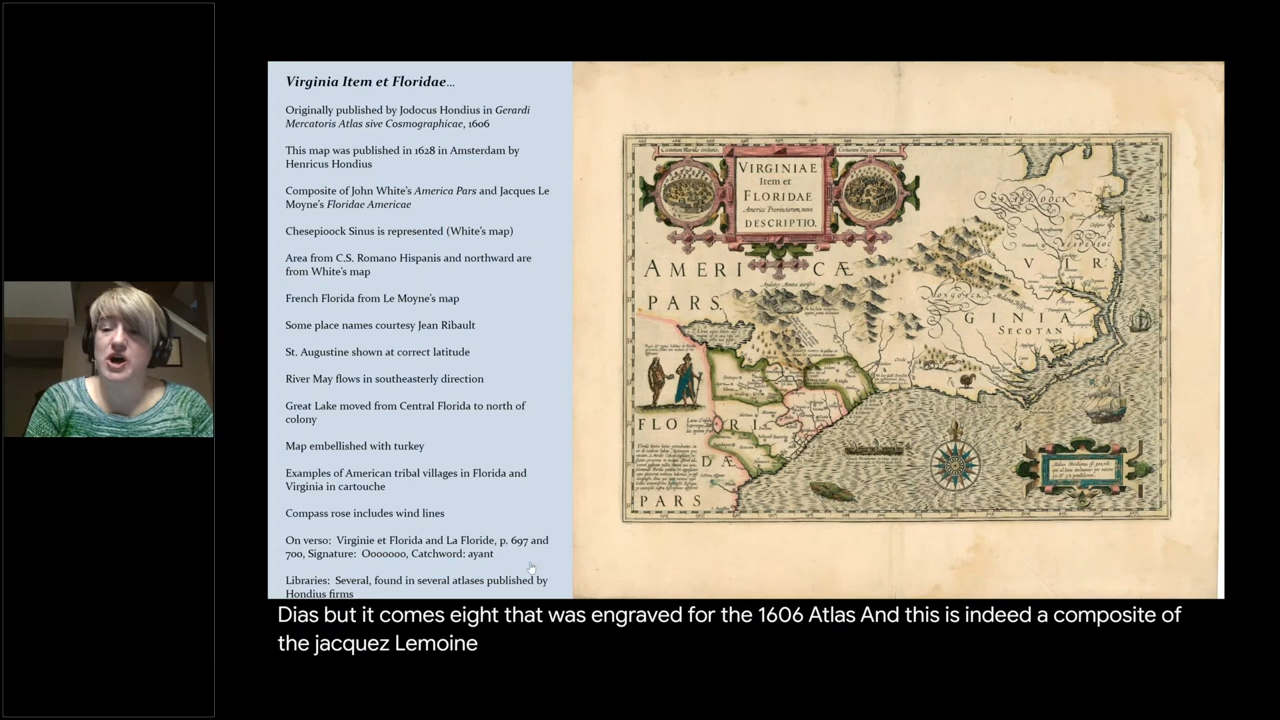 Virginia Item et Floridae...
Originally published by Jodocus Hondius in Gerardi
Mercatoris Atlas sive Cosmographicae, 1606
This map was published in 1628 in Amsterdam by
Henricus Hondius
Composite of John White's America Pars and Jacques Le
Moyne's Floridae Americae
Chesepioock Sinus is represented (White's map)
Area from C.S. Romano Hispanis and northward are
from White's map
French Florida from Le Moyne's map
Some place names courtesy Jean Ribault
St. Augustine shown at correct latitude
River May flows in southeasterly direction
Great Lake moved from Central Florida to north of
colony
Map embellished with turkey
Examples of American tribal villages in Florida and
Virginia in cartouche
Compass rose includes wind lines
On verso: Virginie et Florida and La Floride, p. 697 and
700, Signature: Ooooooo, Catchword: ayant
Libraries: Several, found in several atlases published by
Hondius firms
VIRGINIAE
Item et
FLORIDAE
DESCRIPTIO.
AMERICÆ
PARS
VIR
GINIA
SECOTAN
FLORI
DÆ
PARS
Dias but it comes eight that was engraved for the 1606 Atlas And this is indeed a composite of
the jacquez Lemoine